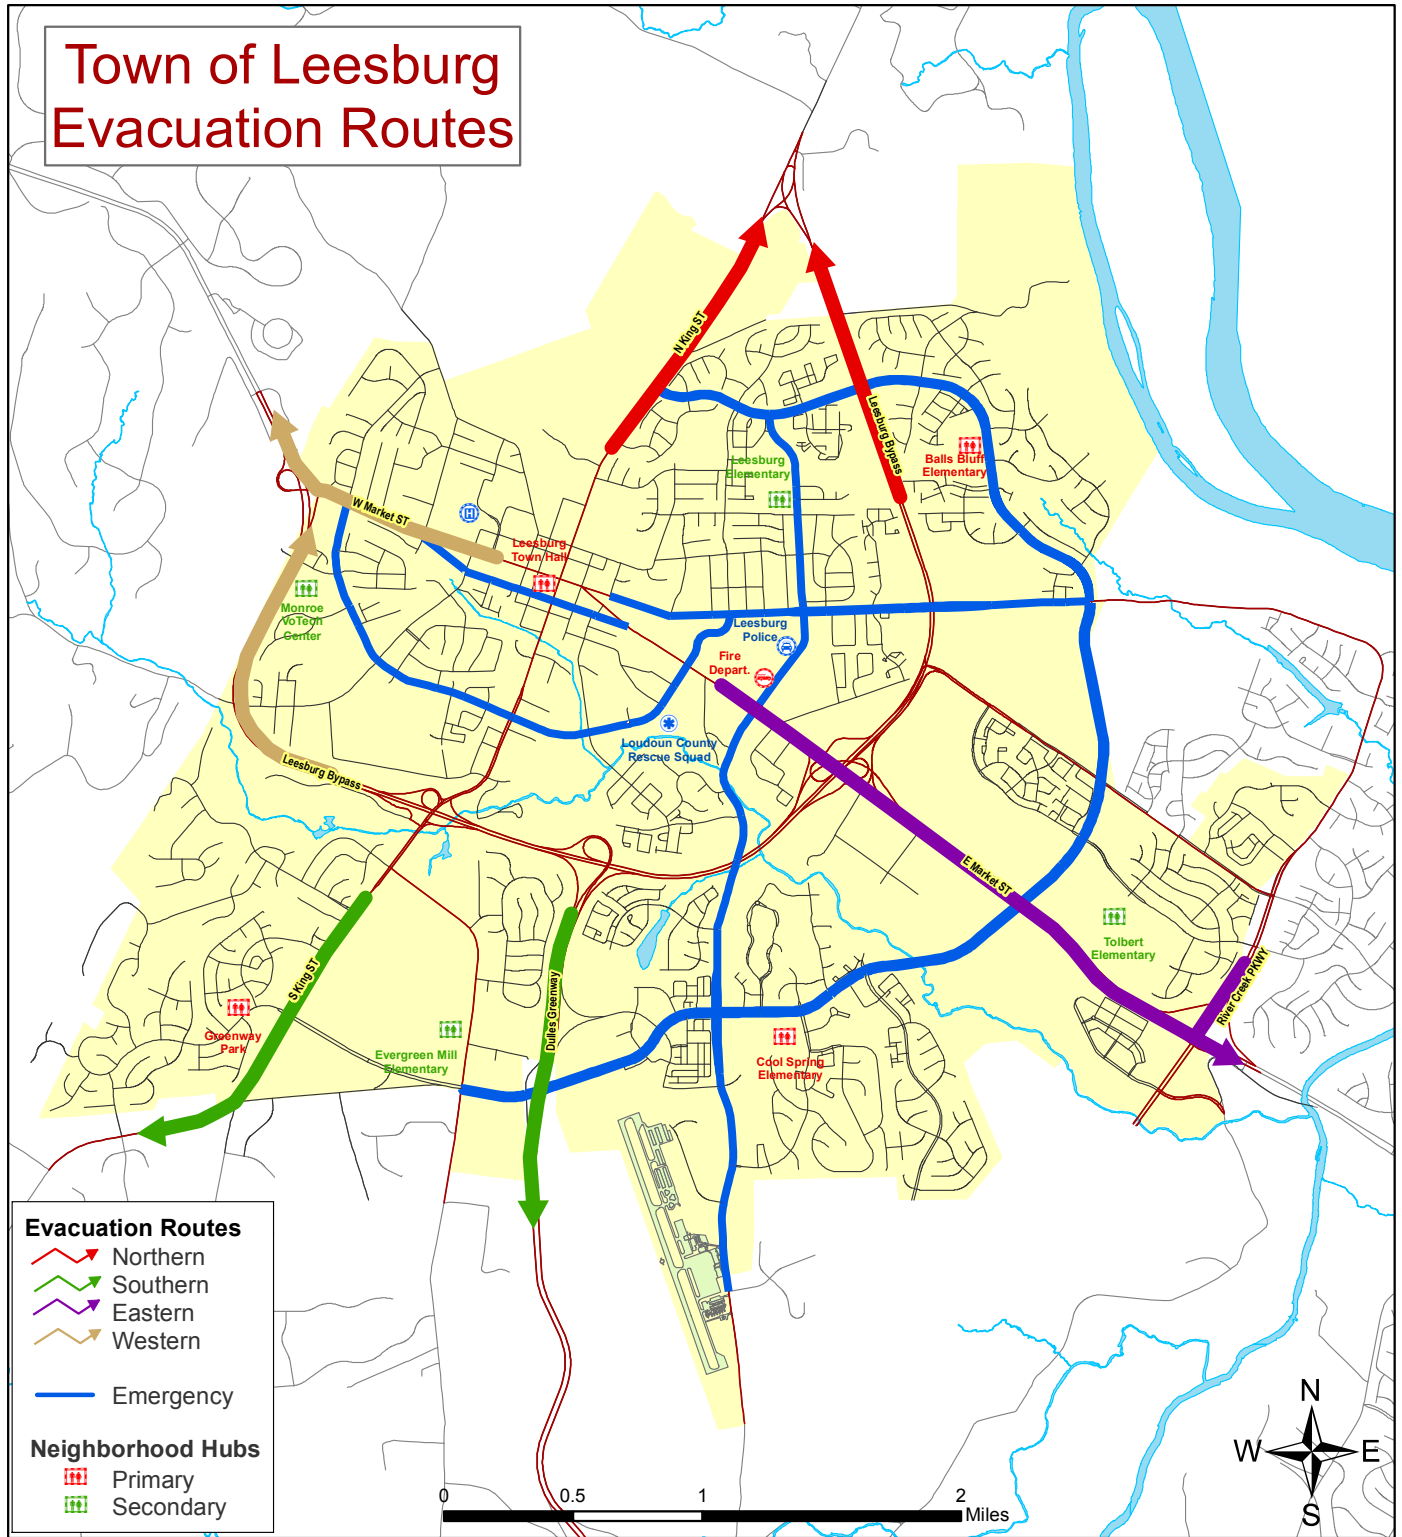 Town of Leesburg
Evacuation Routes
N King ST
Leesburg Bypass
Balls Bluff
Elementary
Leesburg
Elementary
W Market ST
H
Leesburg
Town Hall
Monroe
VoTech
Center
Leesburg
Police
Fire
Depart.
Loudoun County
Rescue Squad
Leesburg Bypass
E Market ST
Tolbert
Elementary
River Creek PKWY
S King ST
Dulles Greenway
Greenway
Park
Evergreen Mill
Elementary
Cool Spring
Elementary
Evacuation Routes
Northern
Southern
Eastern
Western
Emergency
Neighborhood Hubs
Primary
Secondary
0 0.5 1 2
Miles
N
W E
S